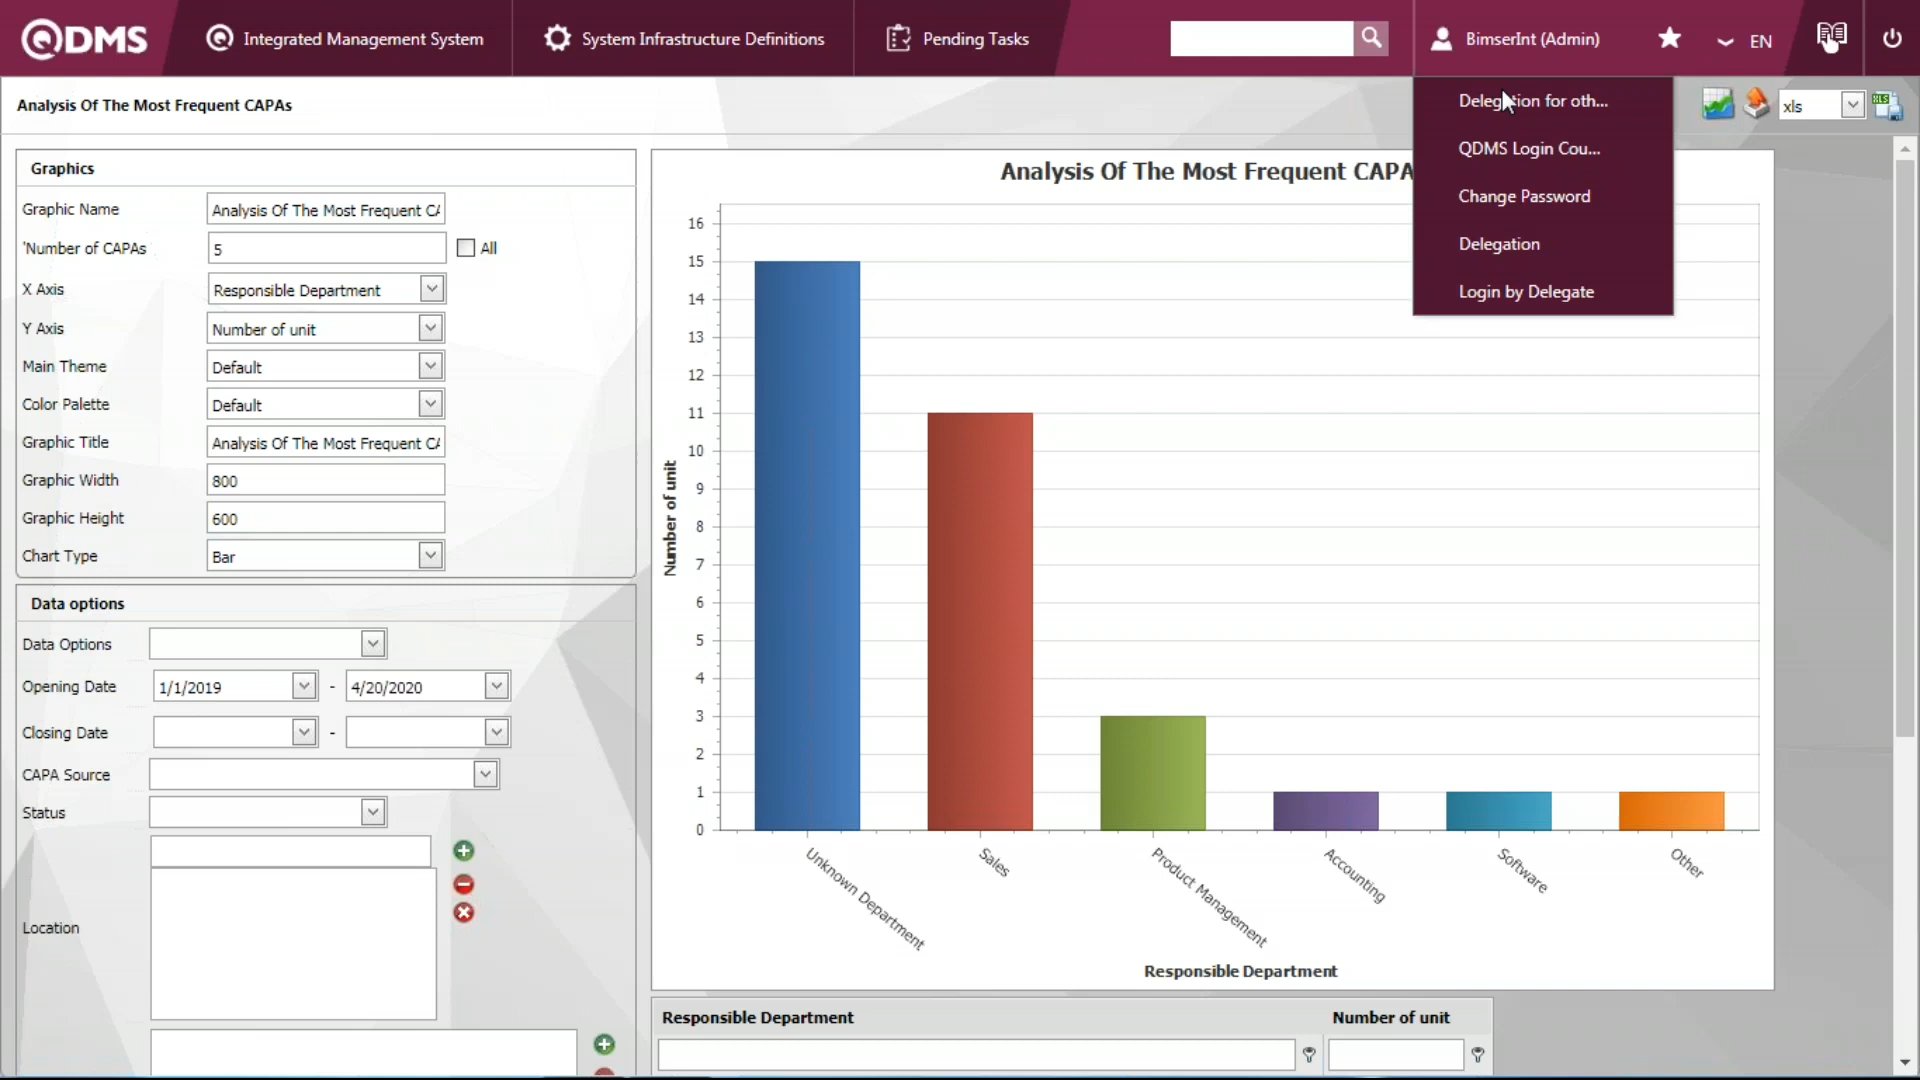 QDMS
Integrated Management System
System Infrastructure Definitions
Pending Tasks
BimserInt (Admin)
EN
Analysis Of The Most Frequent CAPAs
Delegation for oth...
QDMS Login Cou...
Change Password
Delegation
Login by Delegate
xls
XLS
Graphics
Graphic Name
Analysis Of The Most Frequent CA
'Number of CAPAs
5
All
X Axis
Responsible Department
Y Axis
Number of unit
Main Theme
Default
Color Palette
Default
Graphic Title
Analysis Of The Most Frequent CA
Graphic Width
800
Graphic Height
600
Chart Type
Bar
Data options
Data Options
Opening Date
1/1/2019
-
4/20/2020
Closing Date
-
CAPA Source
Status
Location
Analysis Of The Most Frequent CAPA
Number of unit
16
15
14
13
12
11
10
9
8
7
6
5
4
3
2
1
0
Unknown Department
Sales
Product Management
Accounting
Software
Other
Responsible Department
Responsible Department
Number of unit